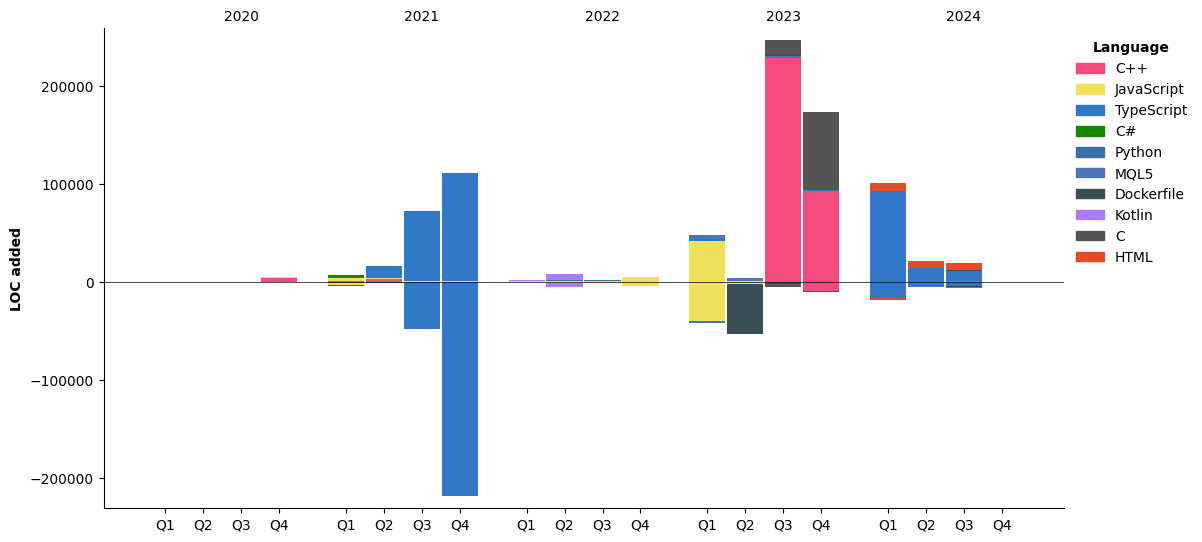 2020 2021 2022 2023 2024
Language
C++
JavaScript
TypeScript
C#
Python
MQL5
Dockerfile
Kotlin
C
HTML
LOC added
200000
100000
0
−100000
−200000
Q1 Q2 Q3 Q4 Q1 Q2 Q3 Q4 Q1 Q2 Q3 Q4 Q1 Q2 Q3 Q4 Q1 Q2 Q3 Q4